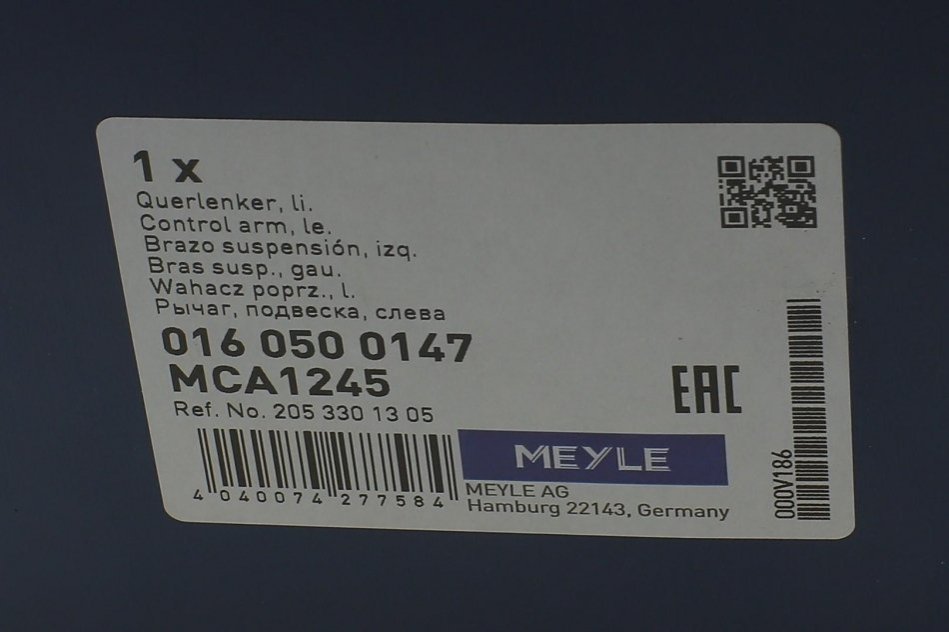 1 x
Querlenker, li.
Control arm, le.
Brazo suspensión, izq.
Bras susp., gau.
Wahacz poprz., l.
Рычаг, подвеска, слева
016 050 0147
MCA1245
Ref. No. 205 330 13 05
EAC
4 040074 277584
MEYLE
MEYLE AG
Hamburg 22143, Germany
000V186